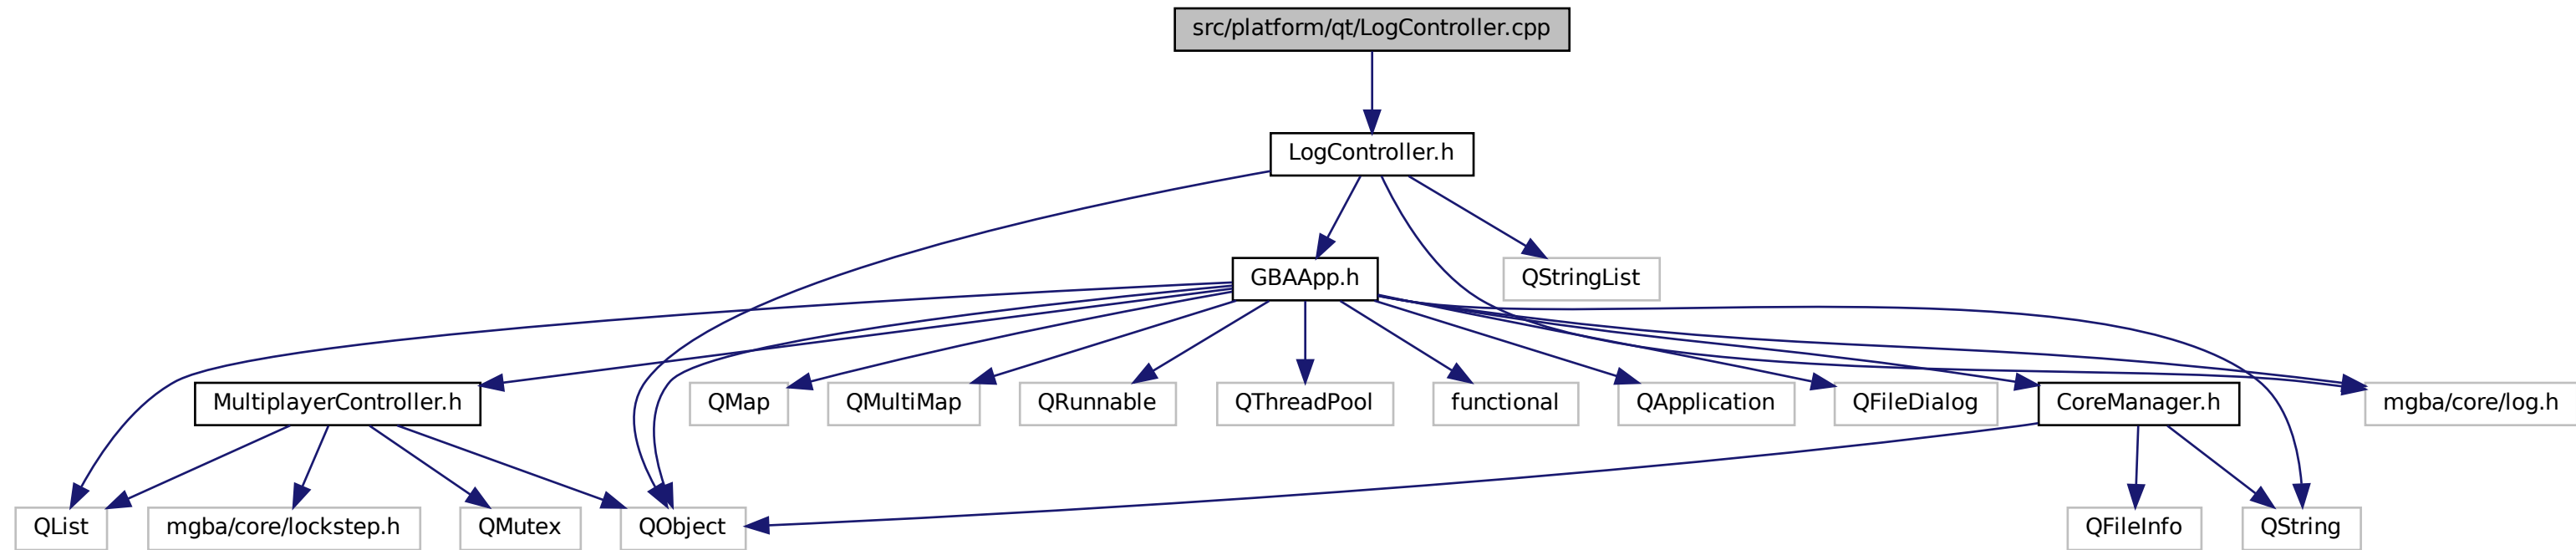 src/platform/qt/LogController.cpp
LogController.h
GBAApp.h
QStringList
MultiplayerController.h
QMap
QMultiMap
QRunnable
QThreadPool
functional
QApplication
QFileDialog
CoreManager.h
mgba/core/log.h
QList
mgba/core/lockstep.h
QMutex
QObject
QFileInfo
QString